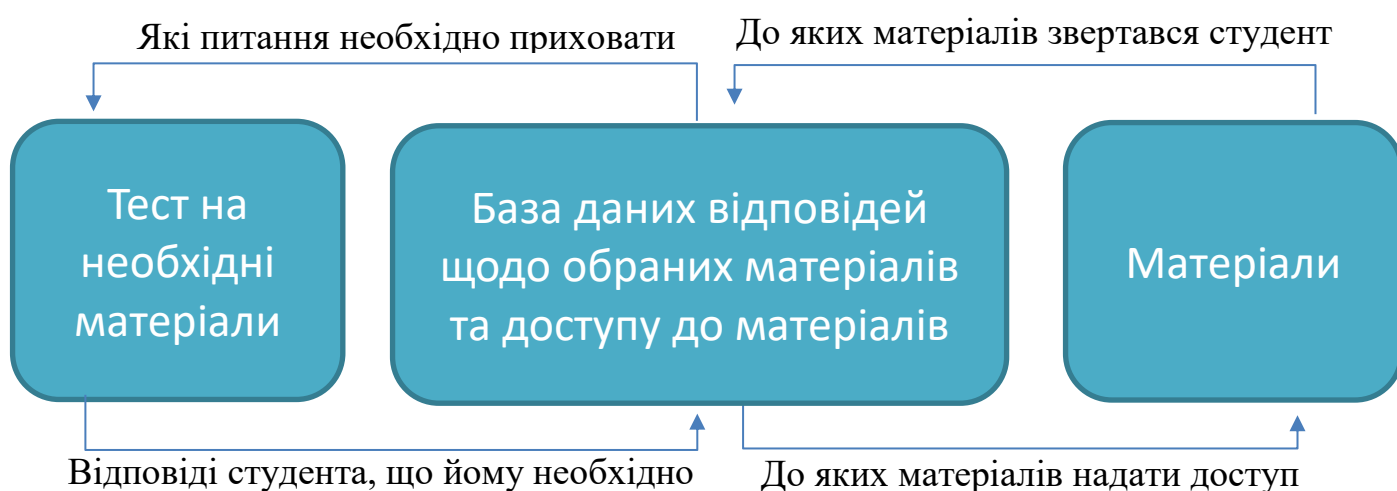 Які питання необхідно приховати
До яких матеріалів звертався студент
Тест на
необхідні
матеріали
База даних відповідей
щодо обраних матеріалів
та доступу до матеріалів
Матеріали
Відповіді студента, що йому необхідно
До яких матеріалів надати доступ